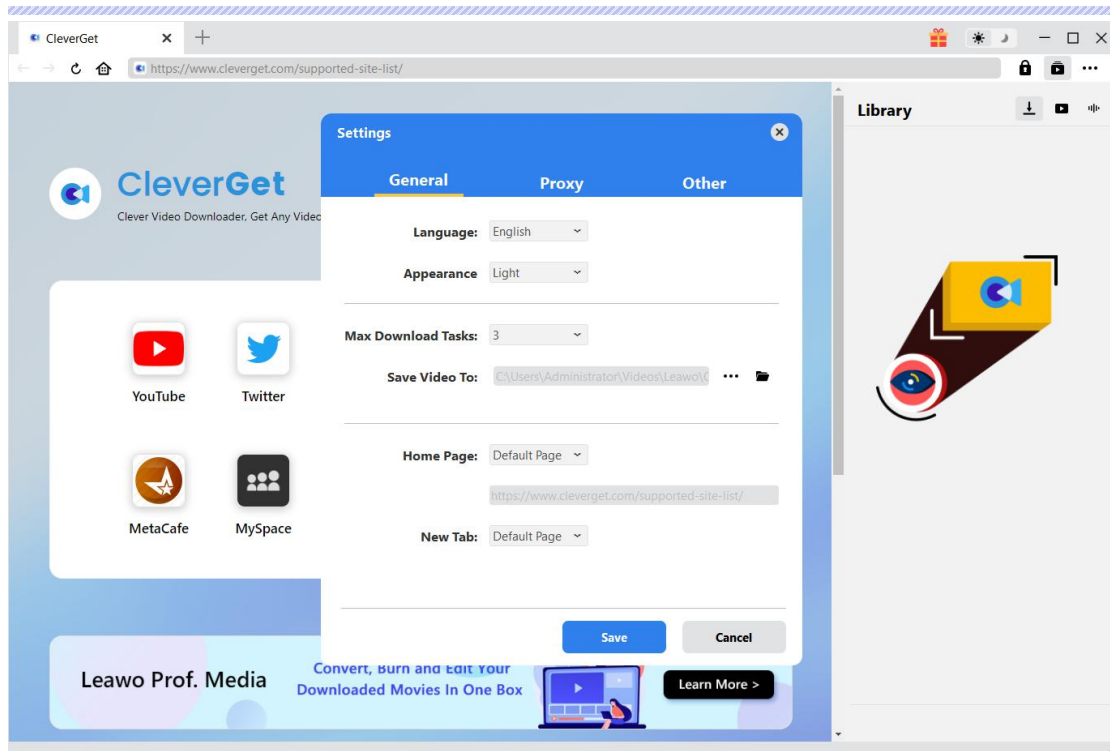 CleverGet
https://www.cleverget.com/supported-site-list/
Library
CleverGet
Clever Video Downloader. Get Any Video
YouTube
Twitter
MetaCafe
MySpace
Settings
General Proxy Other
Language: English
Appearance Light
Max Download Tasks: 3
Save Video To: C:\Users\Administrator\Videos\Leawo\C
Home Page: Default Page
https://www.cleverget.com/supported-site-list/
New Tab: Default Page
Save Cancel
Leawo Prof. Media
Convert, Burn and Edit Your
Downloaded Movies In One Box
Learn More >